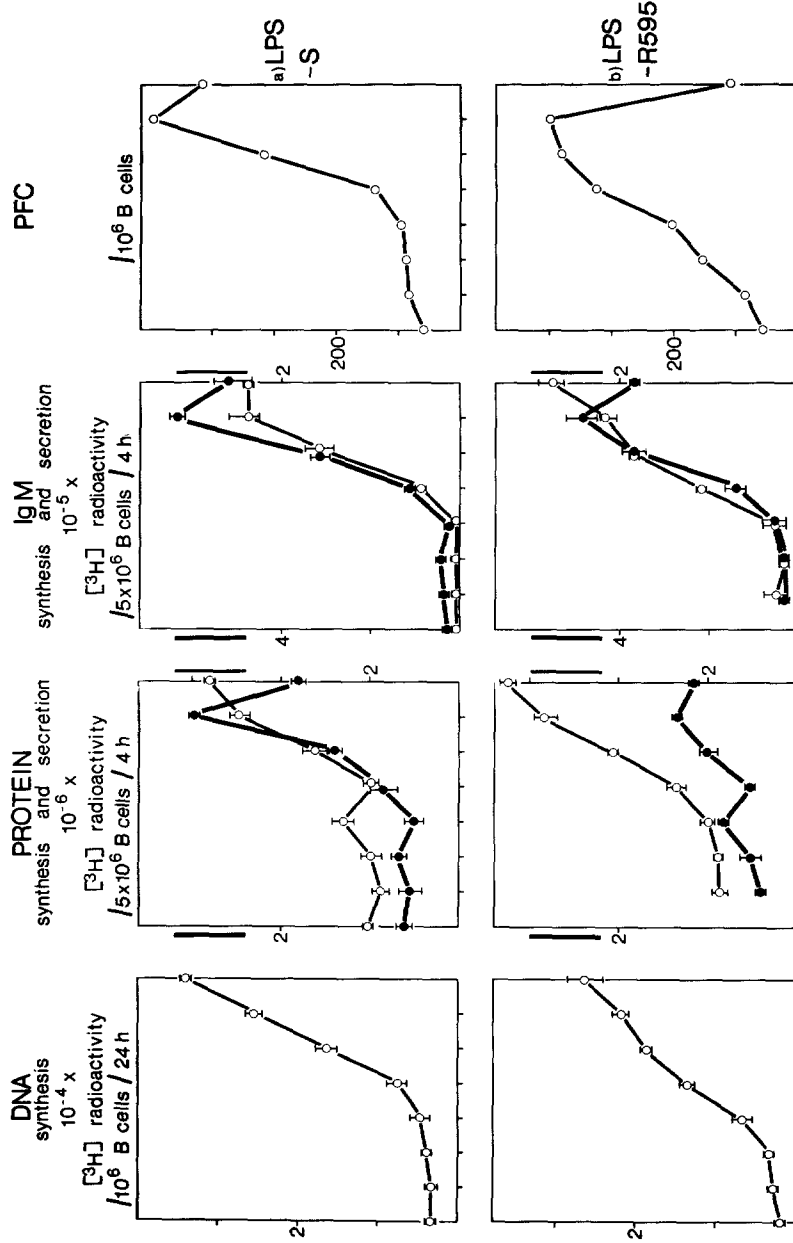 DNA
synthesis
10⁻⁴ x
[³H] radioactivity
/10⁶ B cells / 24 h
PROTEIN
synthesis and secretion
10⁻⁶ x
[³H] radioactivity
/5x10⁶ B cells / 4 h
IgM
synthesis and secretion
10⁻⁵ x
[³H] radioactivity
/5x10⁶ B cells / 4 h
PFC
/10⁶ B cells
a) LPS
-S
2
2
2
4
2
200
b) LPS
-R595
2
2
2
4
2
200